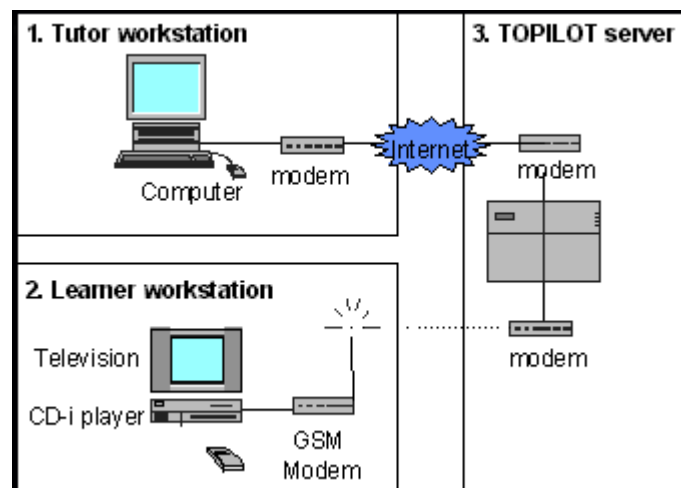 1. Tutor workstation
Computer
modem
Internet
3. TOPILOT server
modem
modem
2. Learner workstation
Television
CD-i player
GSM
Modem